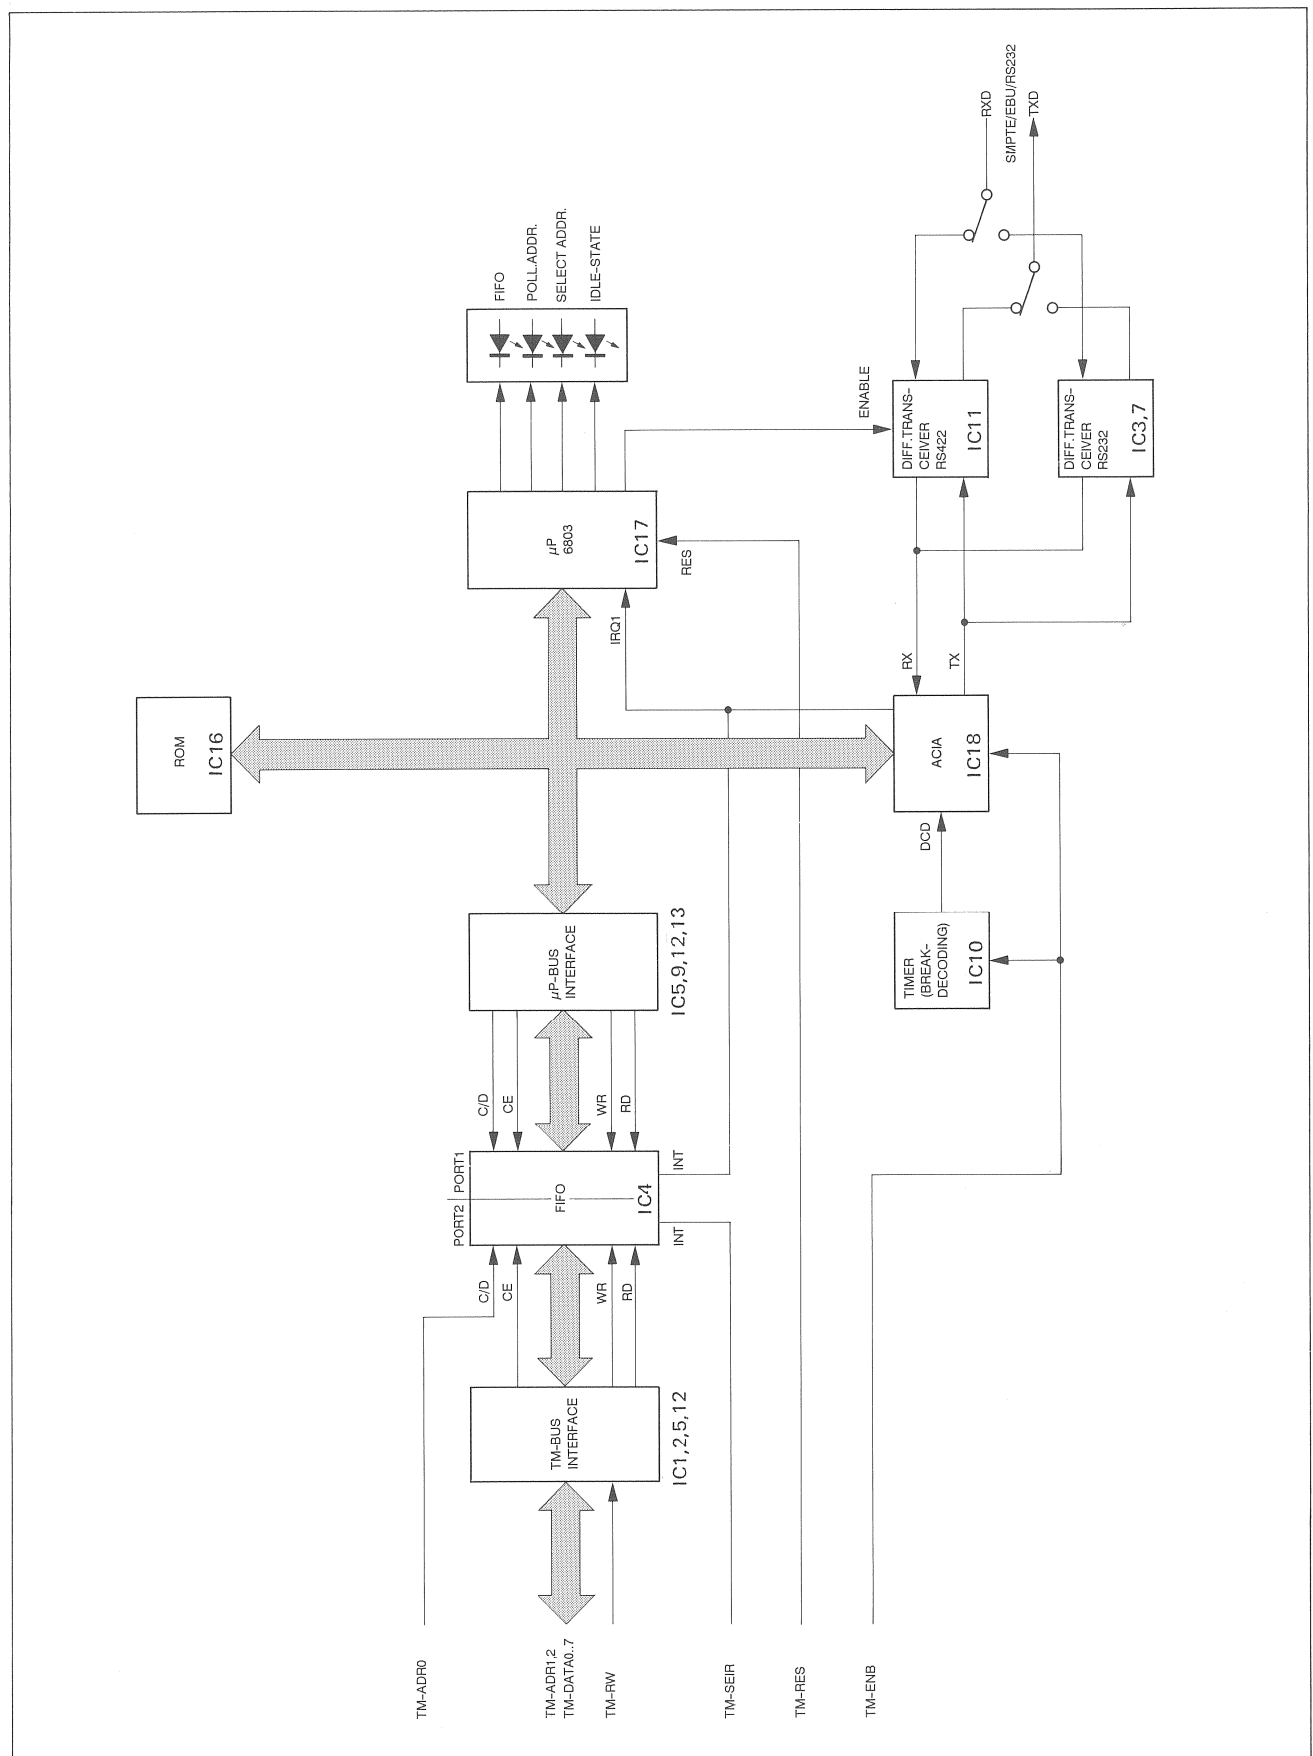 TM-ADR0
TM-ADR1,2
TM-DATA0..7
TM-RW
TM-SEIR
TM-RES
TM-ENB
TM-BUS
INTERFACE
IC1,2,5,12
C/D
CE
WR
RD
PORT2
PORT1
FIFO
IC4
INT
INT
C/D
CE
WR
RD
µP-BUS
INTERFACE
IC5,9,12,13
ROM
IC16
µP
6803
IC17
IRQ1
RES
FIFO
POLL.ADDR.
SELECT ADDR.
IDLE-STATE
TIMER
(BREAK-
DECODING)
IC10
DCD
ACIA
IC18
RX
TX
ENABLE
DIFF.TRANS-
CEIVER
RS422
IC11
DIFF.TRANS-
CEIVER
RS232
IC3,7
RXD
SMPTE/EBU/RS232
TXD